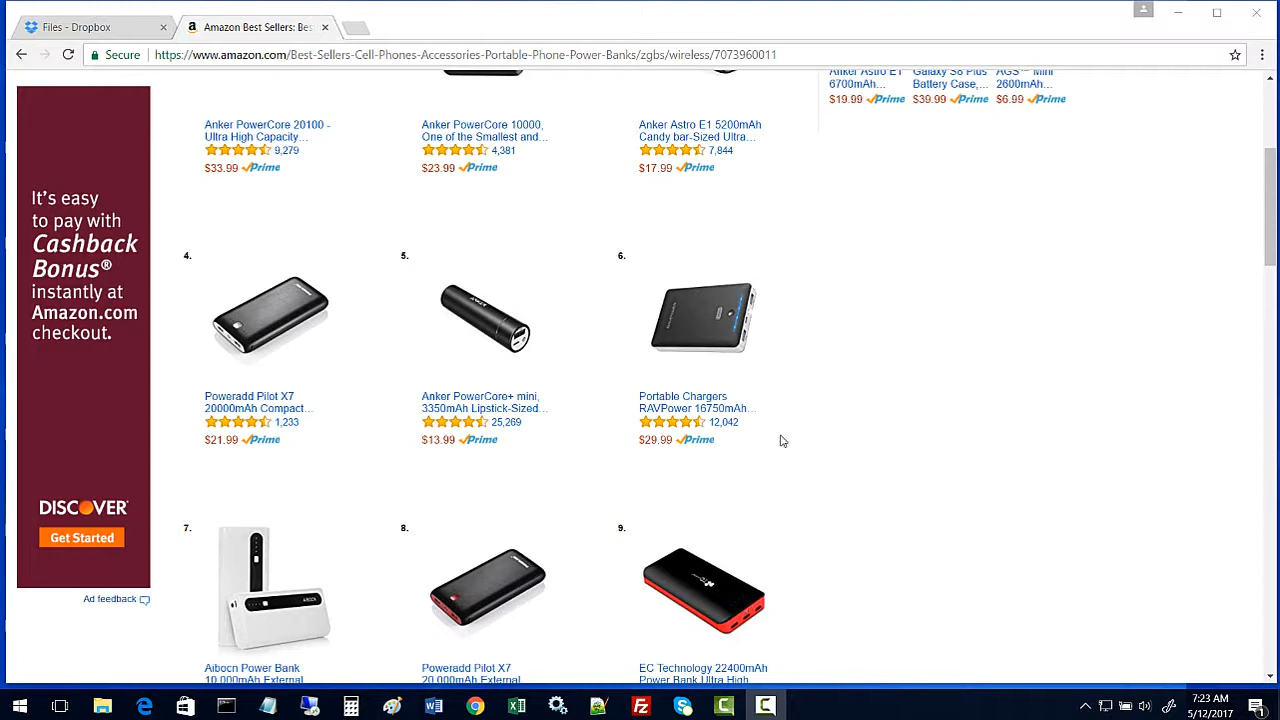 Files - Dropbox
Amazon Best Sellers: Bes
Secure
https://www.amazon.com/Best-Sellers-Cell-Phones-Accessories-Portable-Phone-Power-Banks/zgbs/wireless/7073960011
Anker Astro E1
6700mAh...
$19.99 Prime
Galaxy S8 Plus
Battery Case,...
$39.99 Prime
AGS™ Mini
2600mAh...
$6.99 Prime
It's easy
to pay with
Cashback
Bonus®
instantly at
Amazon.com
checkout.
DISCOVER
Get Started
Ad feedback
Anker PowerCore 20100 -
Ultra High Capacity...
9,279
$33.99 Prime
Anker PowerCore 10000,
One of the Smallest and...
4,381
$23.99 Prime
Anker Astro E1 5200mAh
Candy bar-Sized Ultra...
7,844
$17.99 Prime
4.
Poweradd Pilot X7
20000mAh Compact...
1,233
$21.99 Prime
5.
Anker PowerCore+ mini,
3350mAh Lipstick-Sized...
25,269
$13.99 Prime
6.
Portable Chargers
RAVPower 16750mAh...
12,042
$29.99 Prime
7.
Aibocn Power Bank
10,000mAh External
8.
Poweradd Pilot X7
20,000mAh External
9.
EC Technology 22400mAh
Power Bank Ultra High
7:23 AM
5/12/2017